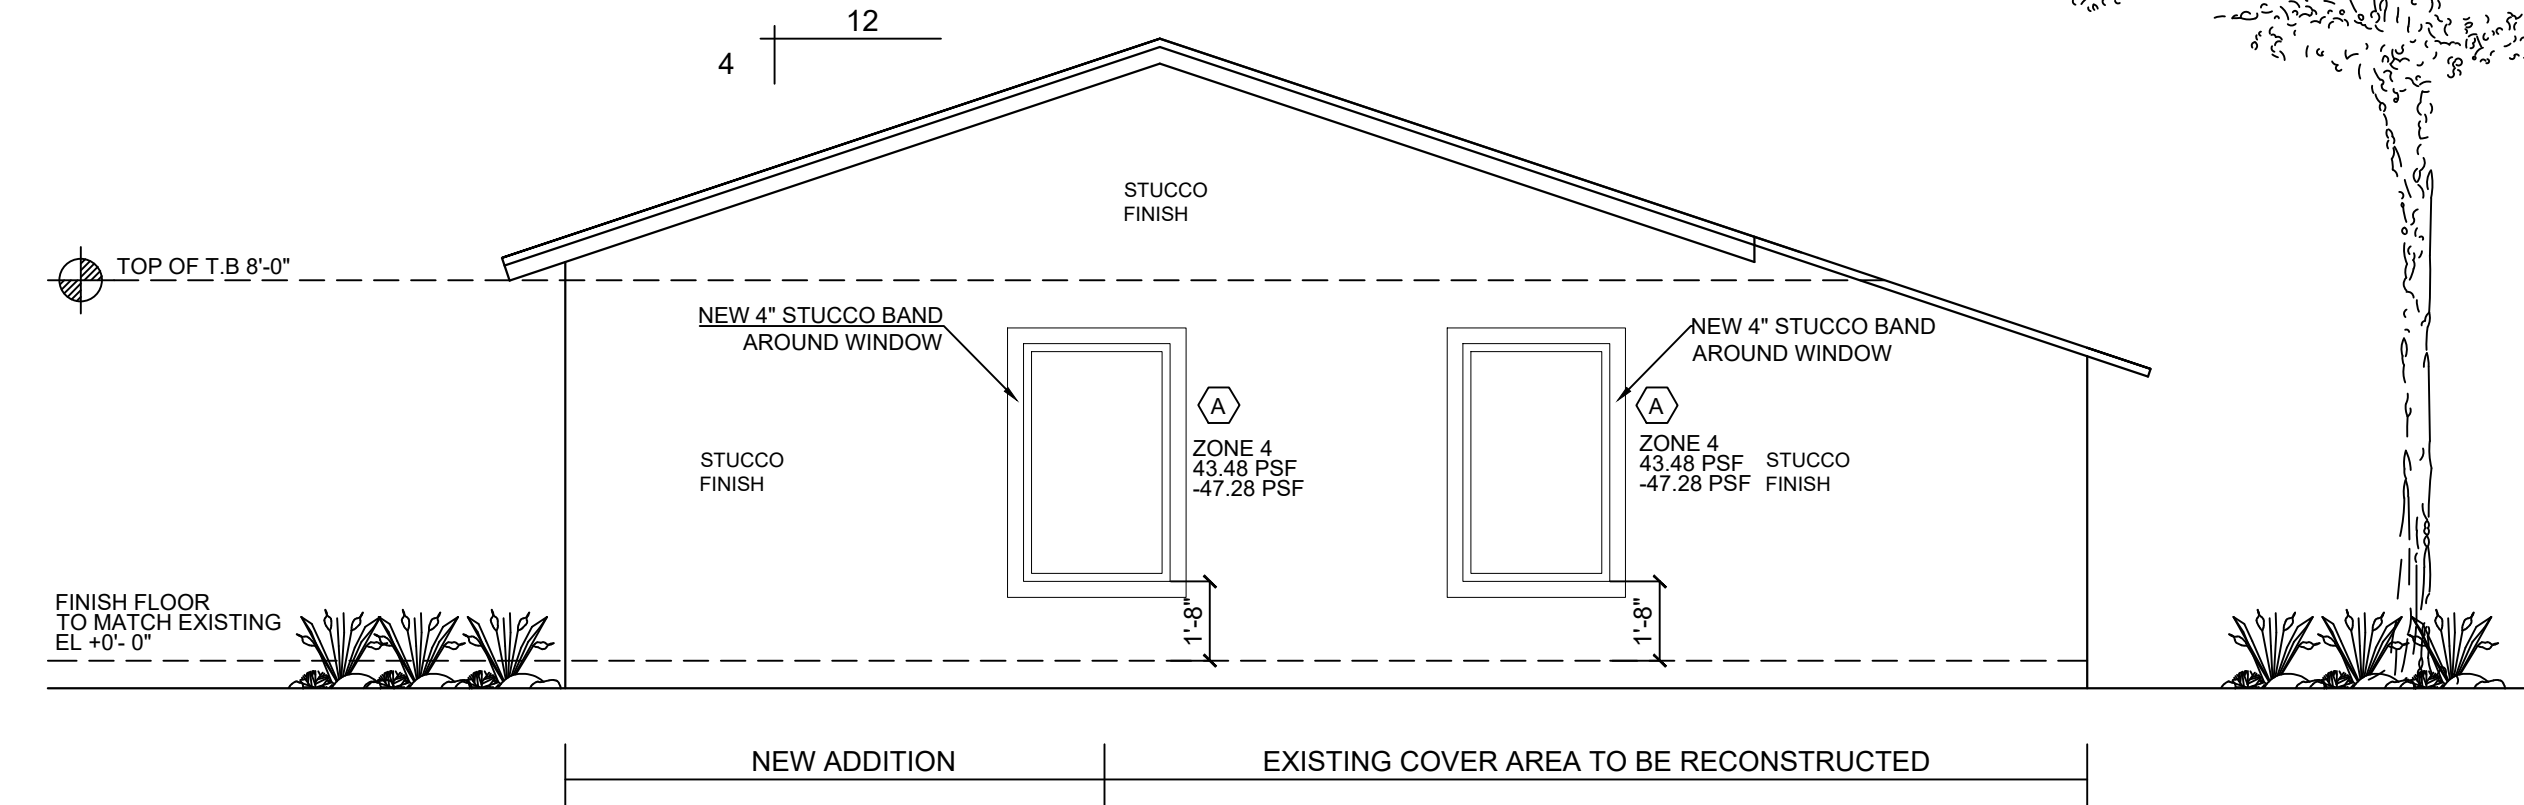 12
4
STUCCO
FINISH
TOP OF T.B 8'-0"
NEW 4" STUCCO BAND
AROUND WINDOW
NEW 4" STUCCO BAND
AROUND WINDOW
A
ZONE 4
43.48 PSF
-47.28 PSF
A
ZONE 4
43.48 PSF
-47.28 PSF
STUCCO
FINISH
STUCCO
FINISH
1'-8"
1'-8"
FINISH FLOOR
TO MATCH EXISTING
EL +0'- 0"
NEW ADDITION
EXISTING COVER AREA TO BE RECONSTRUCTED